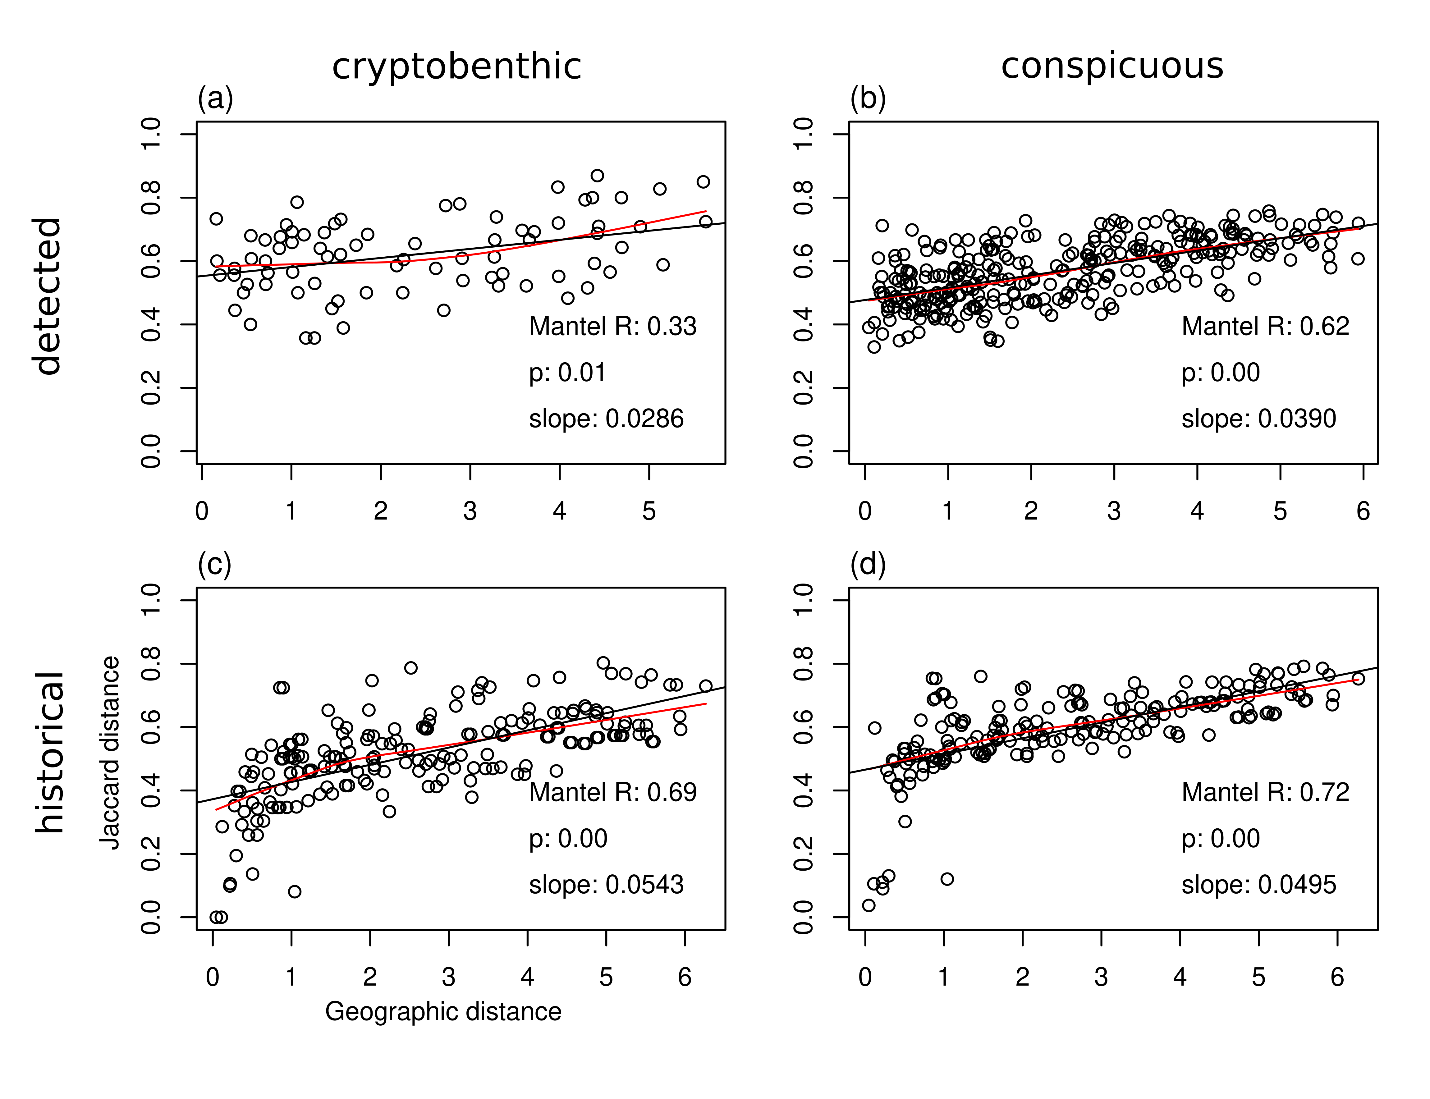 cryptobenthic
conspicuous
(a)
(b)
detected
1.0
0.8
0.6
0.4
0.2
0.0
Mantel R: 0.33
p: 0.01
slope: 0.0286
0 1 2 3 4 5
1.0
0.8
0.6
0.4
0.2
0.0
Mantel R: 0.62
p: 0.00
slope: 0.0390
0 1 2 3 4 5 6
(c)
(d)
historical
Jaccard distance
1.0
0.8
0.6
0.4
0.2
0.0
Mantel R: 0.69
p: 0.00
slope: 0.0543
0 1 2 3 4 5 6
Geographic distance
1.0
0.8
0.6
0.4
0.2
0.0
Mantel R: 0.72
p: 0.00
slope: 0.0495
0 1 2 3 4 5 6